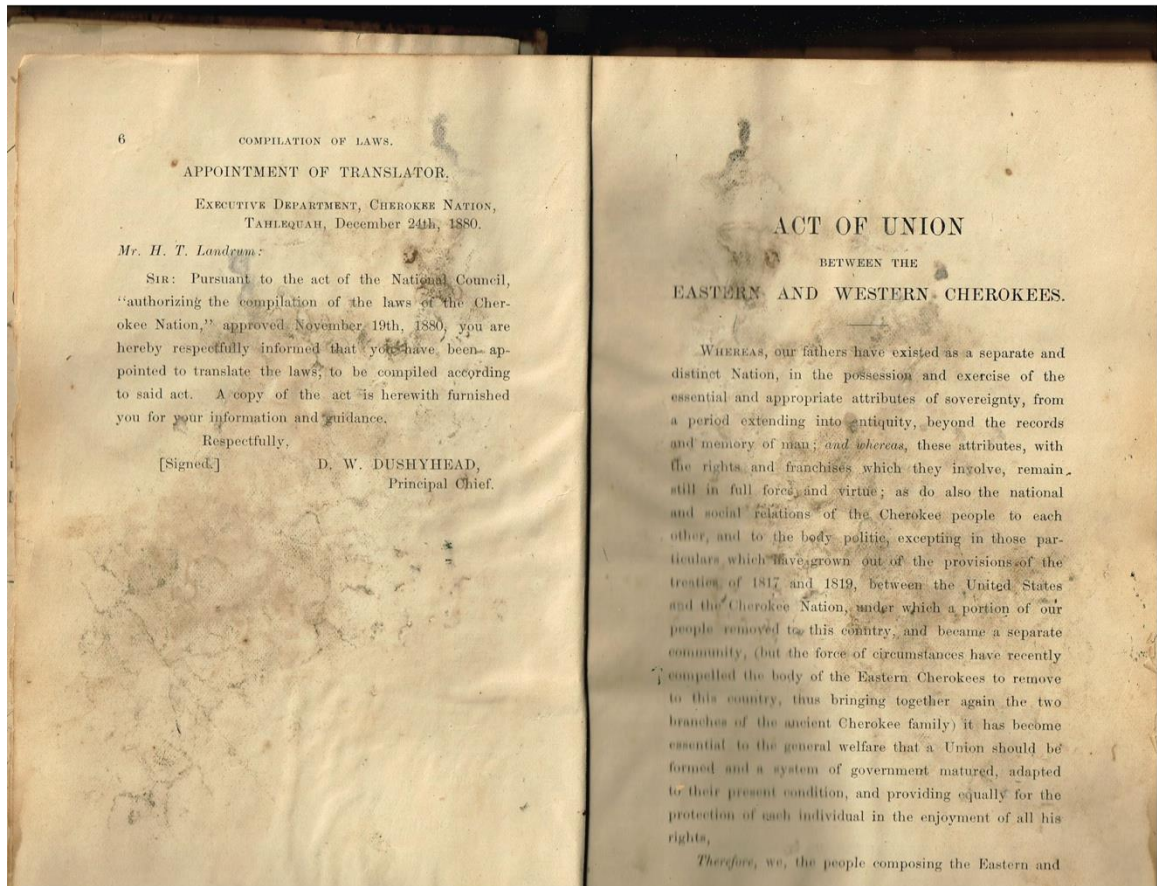 6 COMPILATION OF LAWS.
APPOINTMENT OF TRANSLATOR.
EXECUTIVE DEPARTMENT, CHEROKEE NATION,
TAHLEQUAH, December 24th, 1880.
Mr. H. T. Landrum:
SIR: Pursuant to the act of the National Council,
“authorizing the compilation of the laws of the Cher-
okee Nation,” approved November 19th, 1880, you are
hereby respectfully informed that you have been ap-
pointed to translate the laws, to be compiled according
to said act. A copy of the act is herewith furnished
you for your information and guidance.
Respectfully,
[Signed.] D. W. DUSHYHEAD,
Principal Chief.
ACT OF UNION
BETWEEN THE
EASTERN AND WESTERN CHEROKEES.
WHEREAS, our fathers have existed as a separate and
distinct Nation, in the possession and exercise of the
essential and appropriate attributes of sovereignty, from
a period extending into antiquity, beyond the records
and memory of man; and whereas, these attributes, with
the rights and franchises which they involve, remain
still in full force and virtue; as do also the national
and social relations of the Cherokee people to each
other, and to the body politic, excepting in those par-
ticulars which have grown out of the provisions of the
treaties of 1817 and 1819, between the United States
and the Cherokee Nation, under which a portion of our
people removed to this country, and became a separate
community, (but the force of circumstances have recently
compelled the body of the Eastern Cherokees to remove
to this country, thus bringing together again the two
branches of the ancient Cherokee family) it has become
essential to the general welfare that a Union should be
formed and a system of government matured, adapted
to their present condition, and providing equally for the
protection of each individual in the enjoyment of all his
rights,
Therefore, we, the people composing the Eastern and